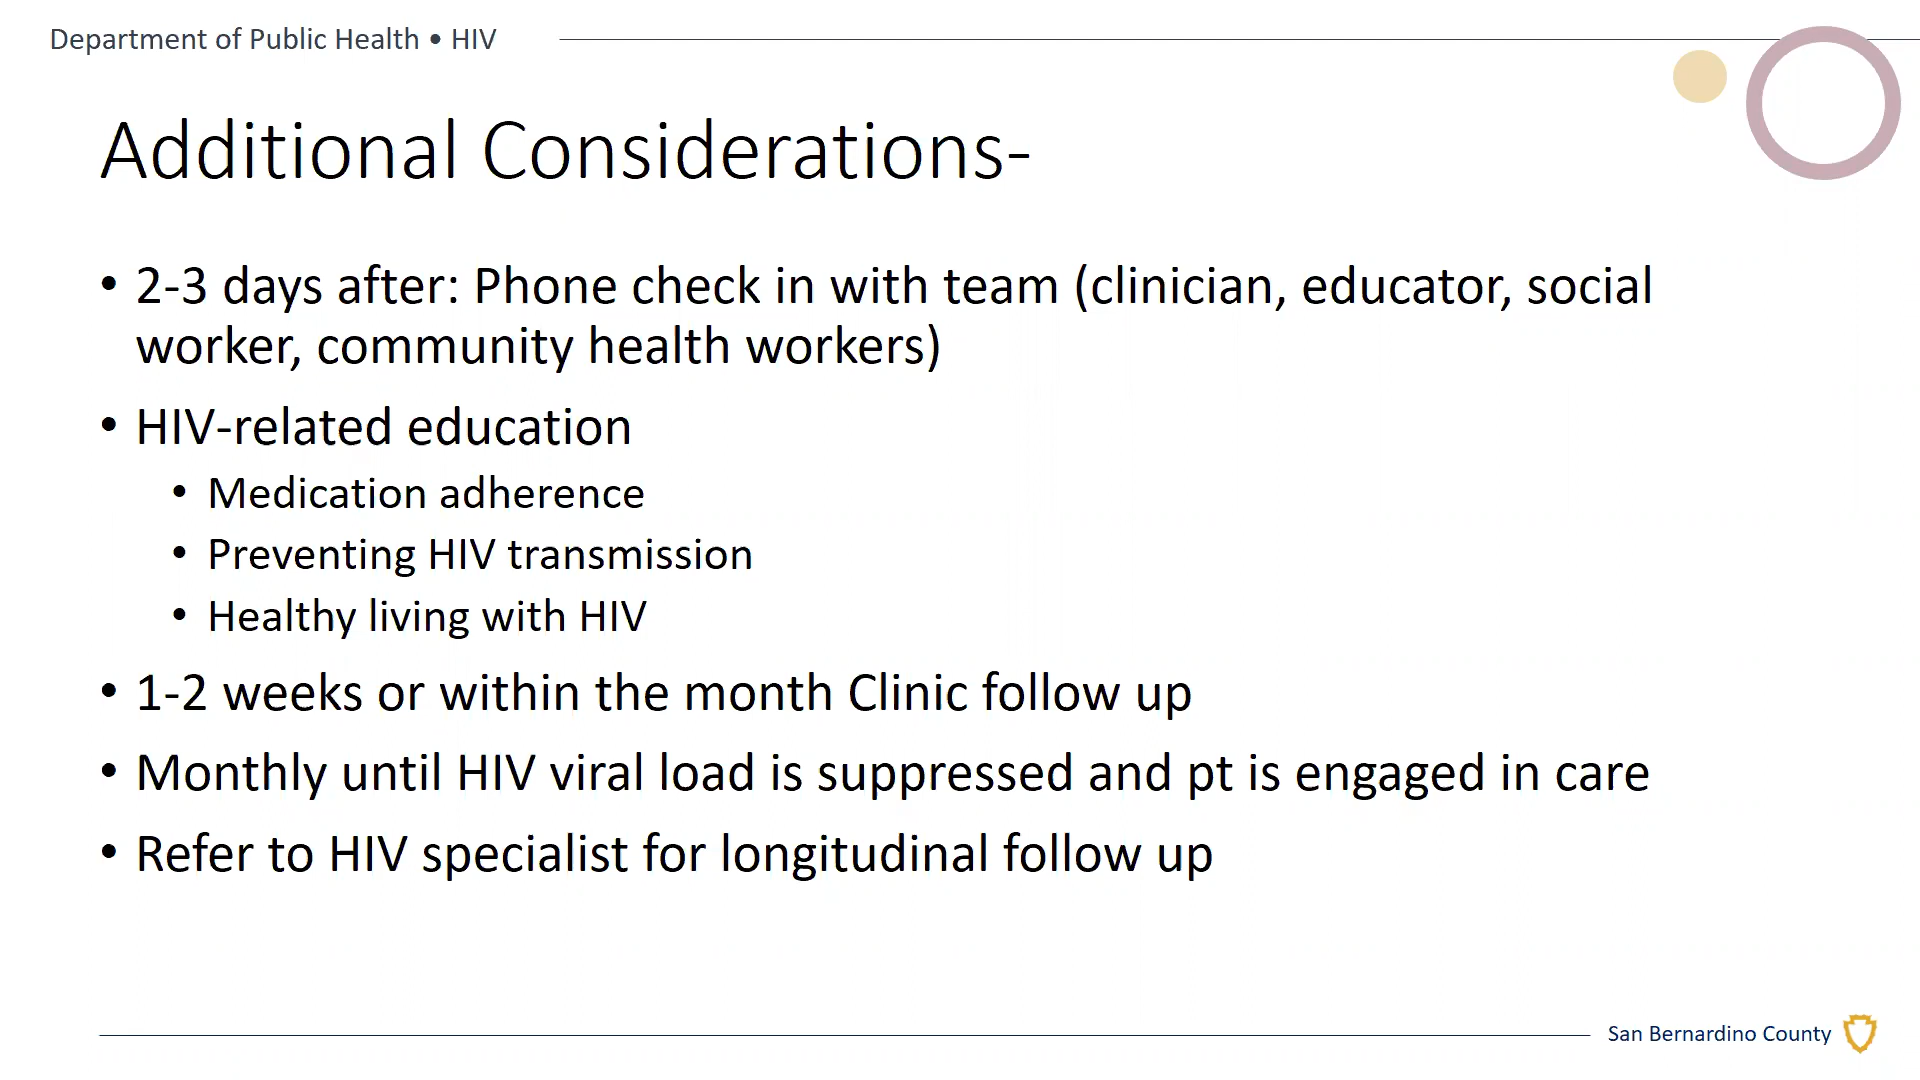 Department of Public Health • HIV
Additional Considerations-
• 2-3 days after: Phone check in with team (clinician, educator, social
worker, community health workers)
• HIV-related education
• Medication adherence
• Preventing HIV transmission
• Healthy living with HIV
• 1-2 weeks or within the month Clinic follow up
• Monthly until HIV viral load is suppressed and pt is engaged in care
• Refer to HIV specialist for longitudinal follow up
San Bernardino County